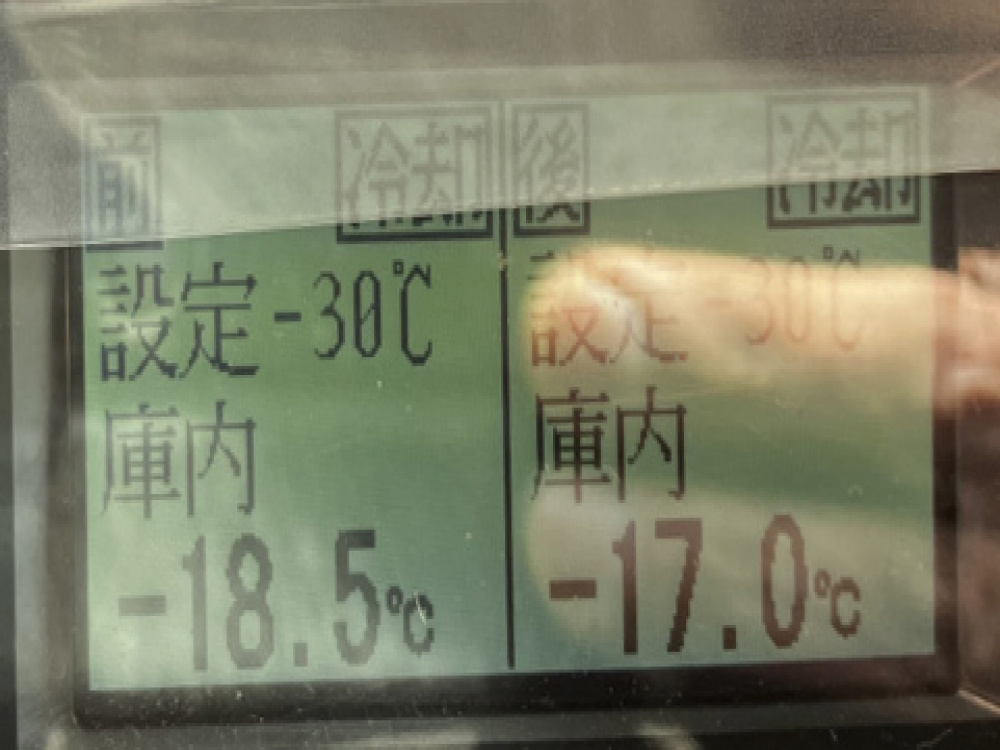 前 冷却 後 冷却
設定-30℃ 設定-30℃
庫内 庫内
-18.5℃ -17.0℃